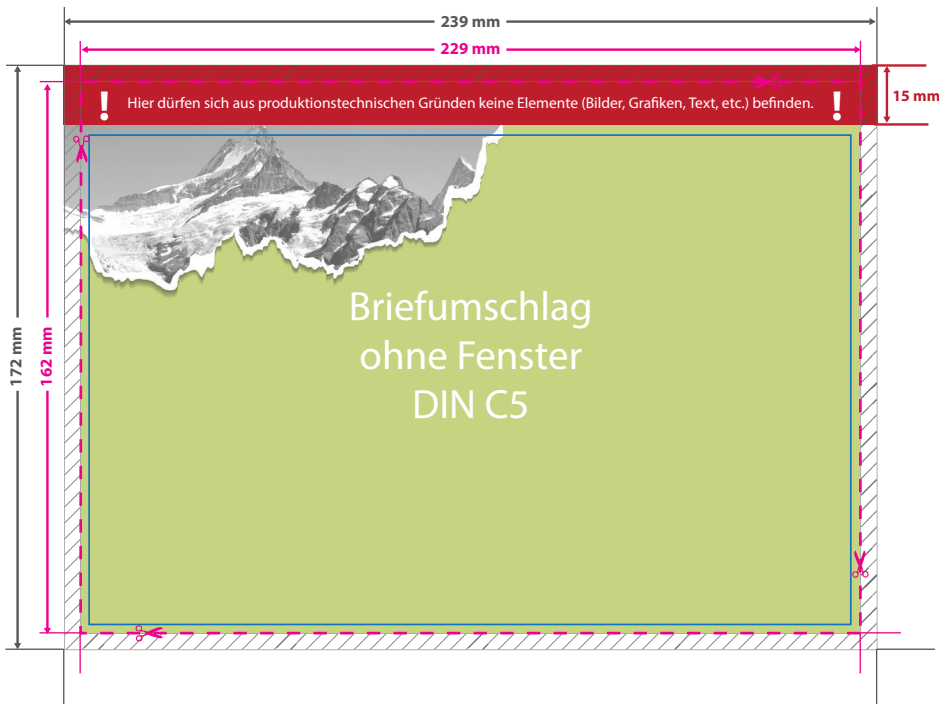 239 mm
229 mm
! Hier dürfen sich aus produktionstechnischen Gründen keine Elemente (Bilder, Grafiken, Text, etc.) befinden. !
15 mm
172 mm
162 mm
Briefumschlag
ohne Fenster
DIN C5